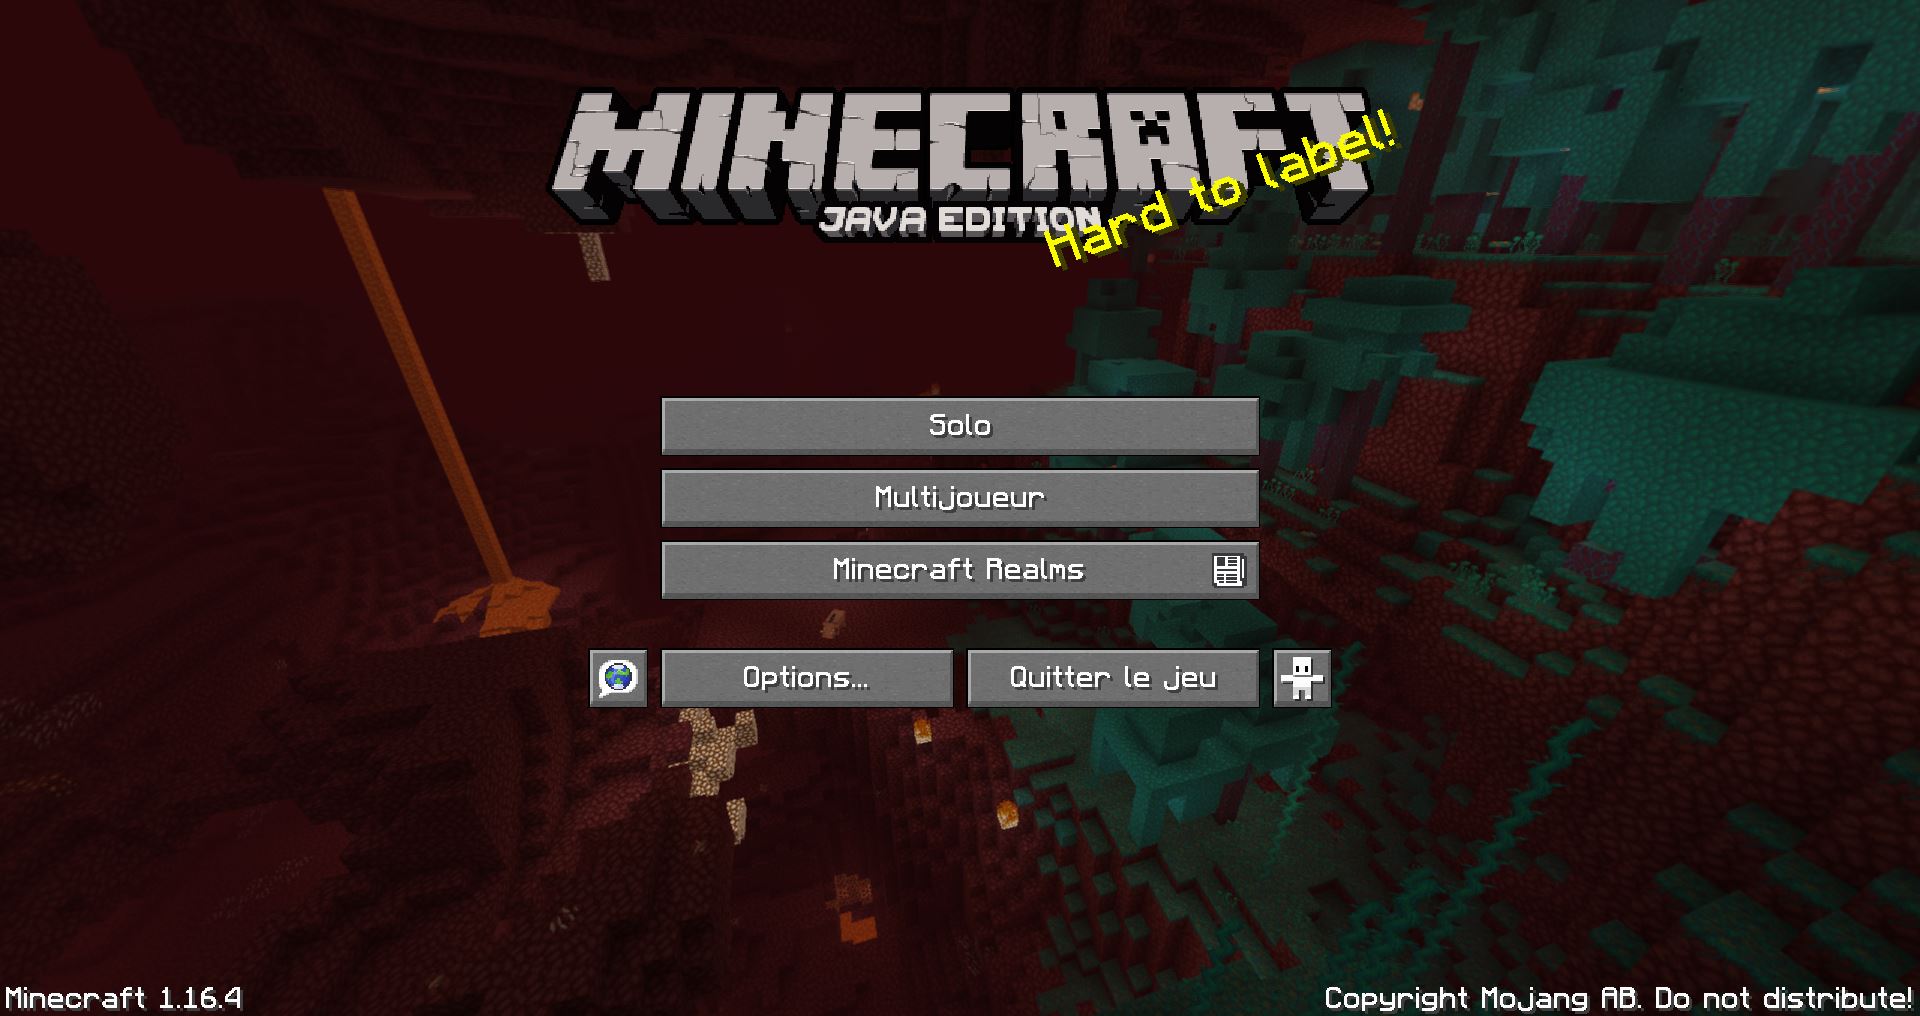 MINECRAFT
JAVA EDITION
Hard to label!
Solo
Multijoueur
Minecraft Realms
Options...
Quitter le jeu
Minecraft 1.16.4
Copyright Mojang AB. Do not distribute!